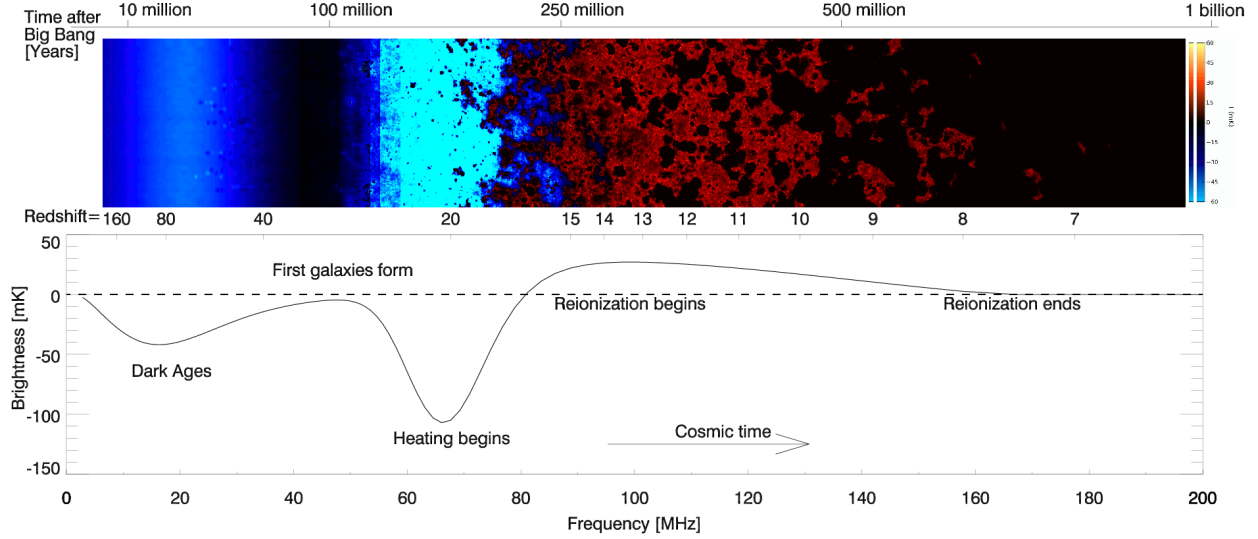 Time after
Big Bang
[Years]
10 million
100 million
250 million
500 million
1 billion
60
45
30
15
0
-15
-30
-45
60
(mK)
Redshift= 160 80 40 20 15 14 13 12 11 10 9 8 7
50
0
-50
-100
-150
Brightness [mK]
First galaxies form
Reionization begins
Reionization ends
Dark Ages
Heating begins
Cosmic time
0 20 40 60 80 100 120 140 160 180 200
Frequency [MHz]